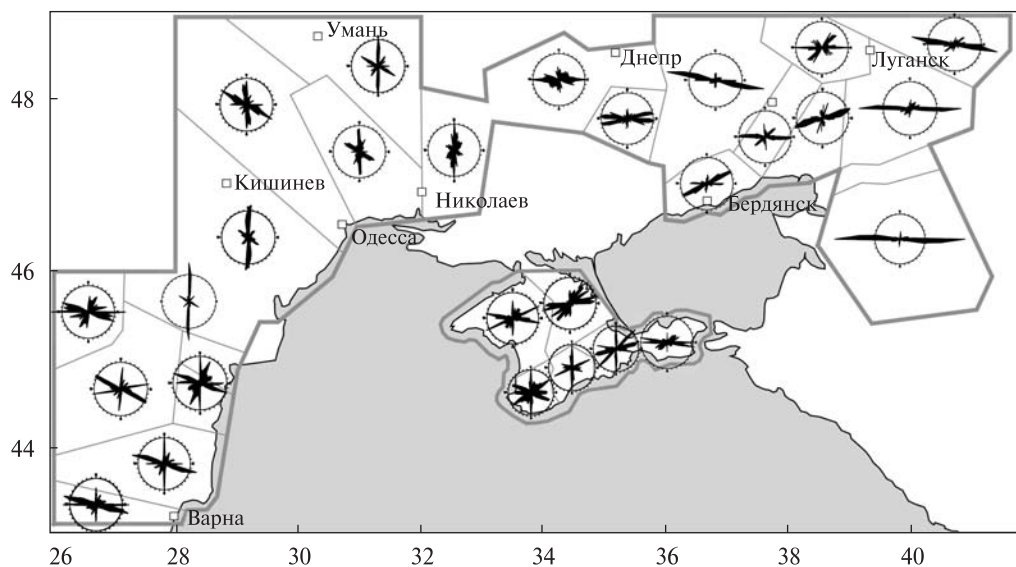 Умань
Днепр
Луганск
48
Кишинев
Николаев
Бердянск
Одесса
46
44
Варна
26 28 30 32 34 36 38 40